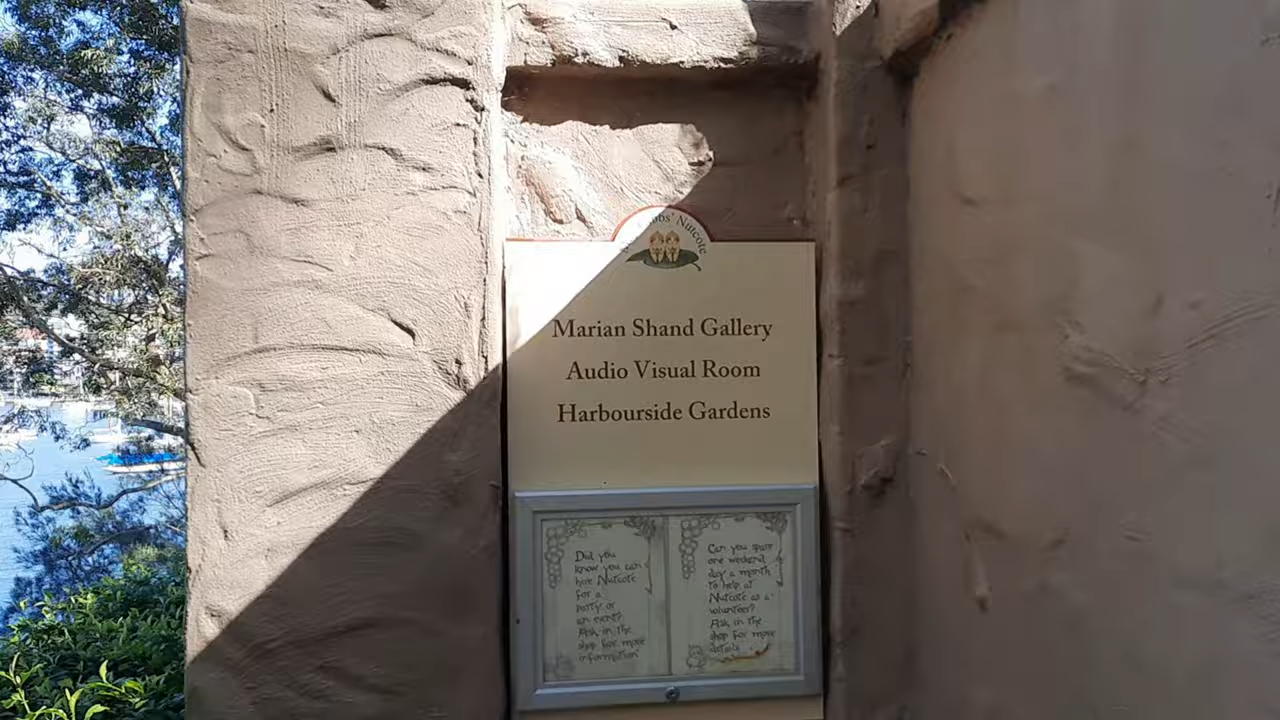 Gibbs' Nutcote
Marian Shand Gallery
Audio Visual Room
Harbourside Gardens
Did you
know you can
hire Nutcote
for a
party or
an event?
Ask in the
shop for more
information
Can you spare
one weekend
day a month
to help at
Nutcote as a
volunteer?
Ask in the
shop for more
details